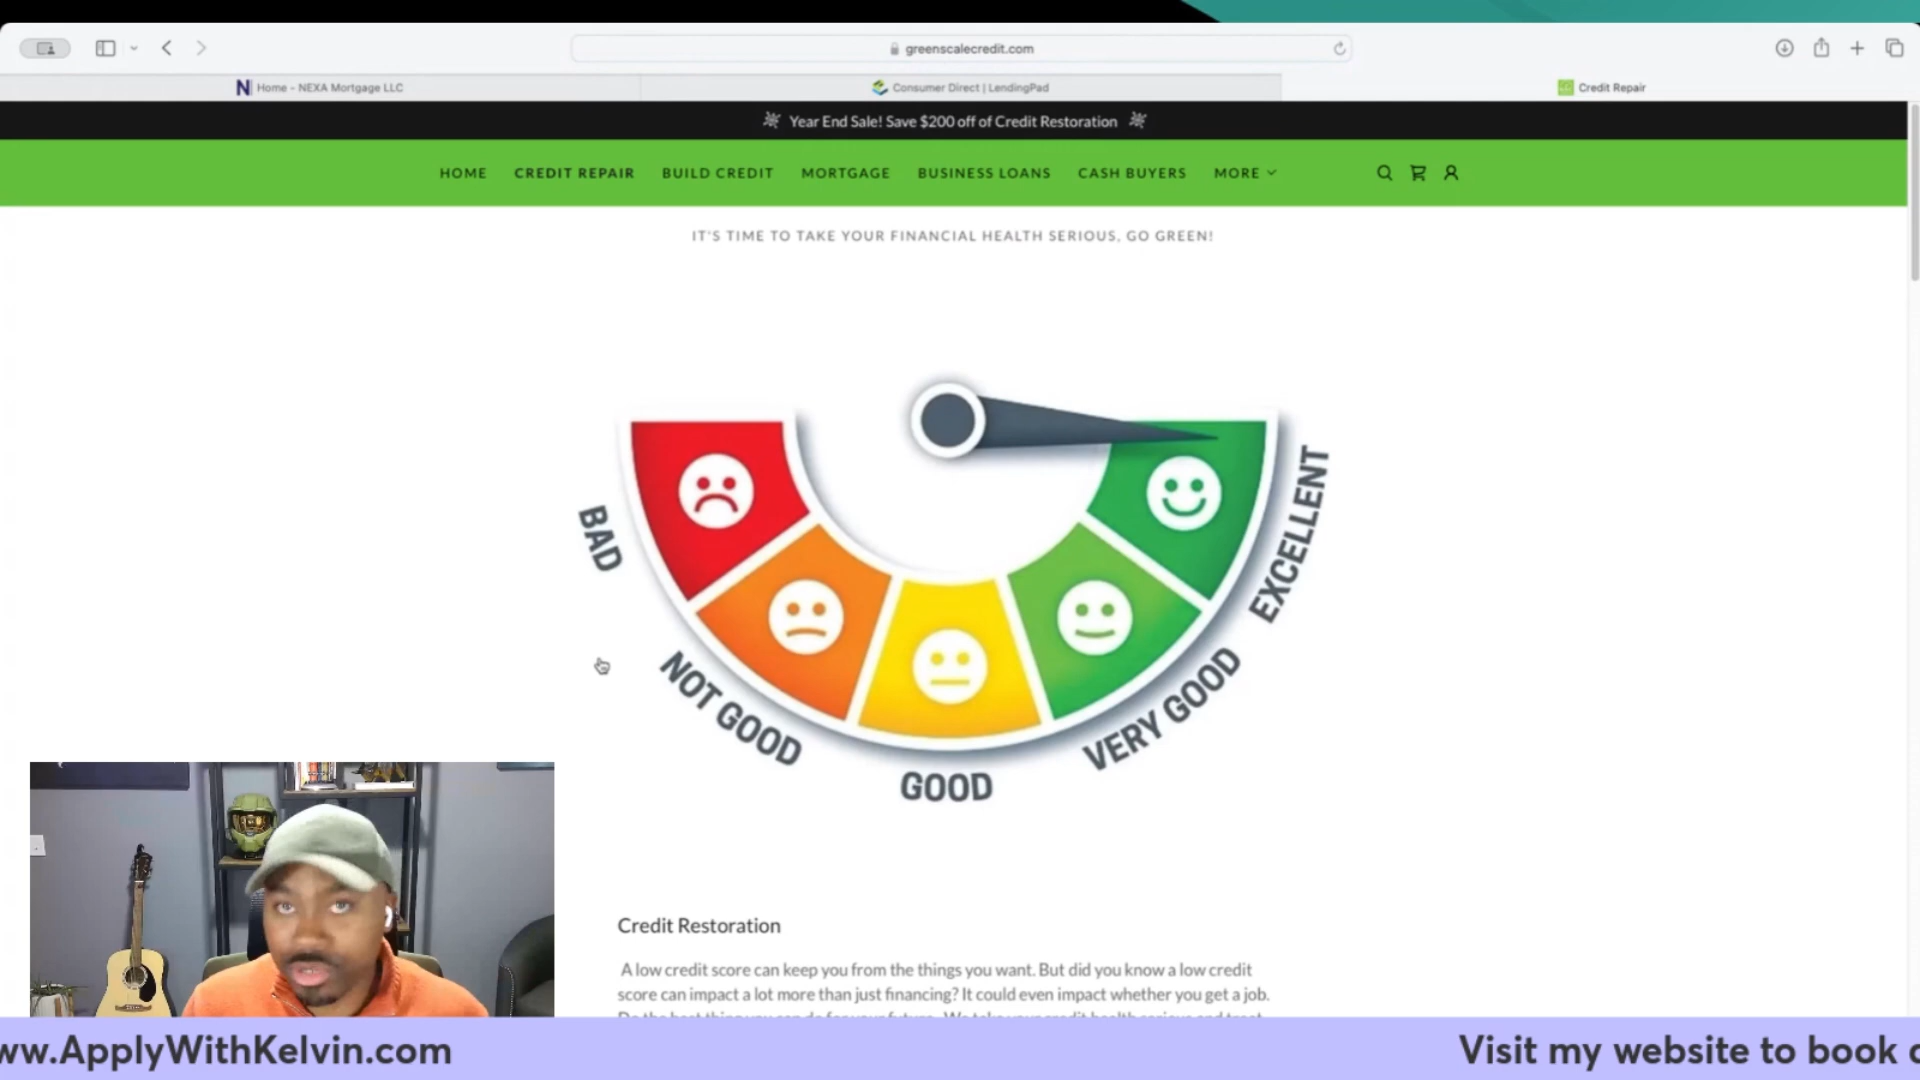 greenscalecredit.com
Home - NEXA Mortgage LLC
Consumer Direct | LendingPad
Credit Repair
Year End Sale! Save $200 off of Credit Restoration
HOME
CREDIT REPAIR
BUILD CREDIT
MORTGAGE
BUSINESS LOANS
CASH BUYERS
MORE
IT'S TIME TO TAKE YOUR FINANCIAL HEALTH SERIOUS, GO GREEN!
BAD
NOT GOOD
GOOD
VERY GOOD
EXCELLENT
Credit Restoration
A low credit score can keep you from the things you want. But did you know a low credit
score can impact a lot more than just financing? It could even impact whether you get a job.
ww.ApplyWithKelvin.com
Visit my website to book